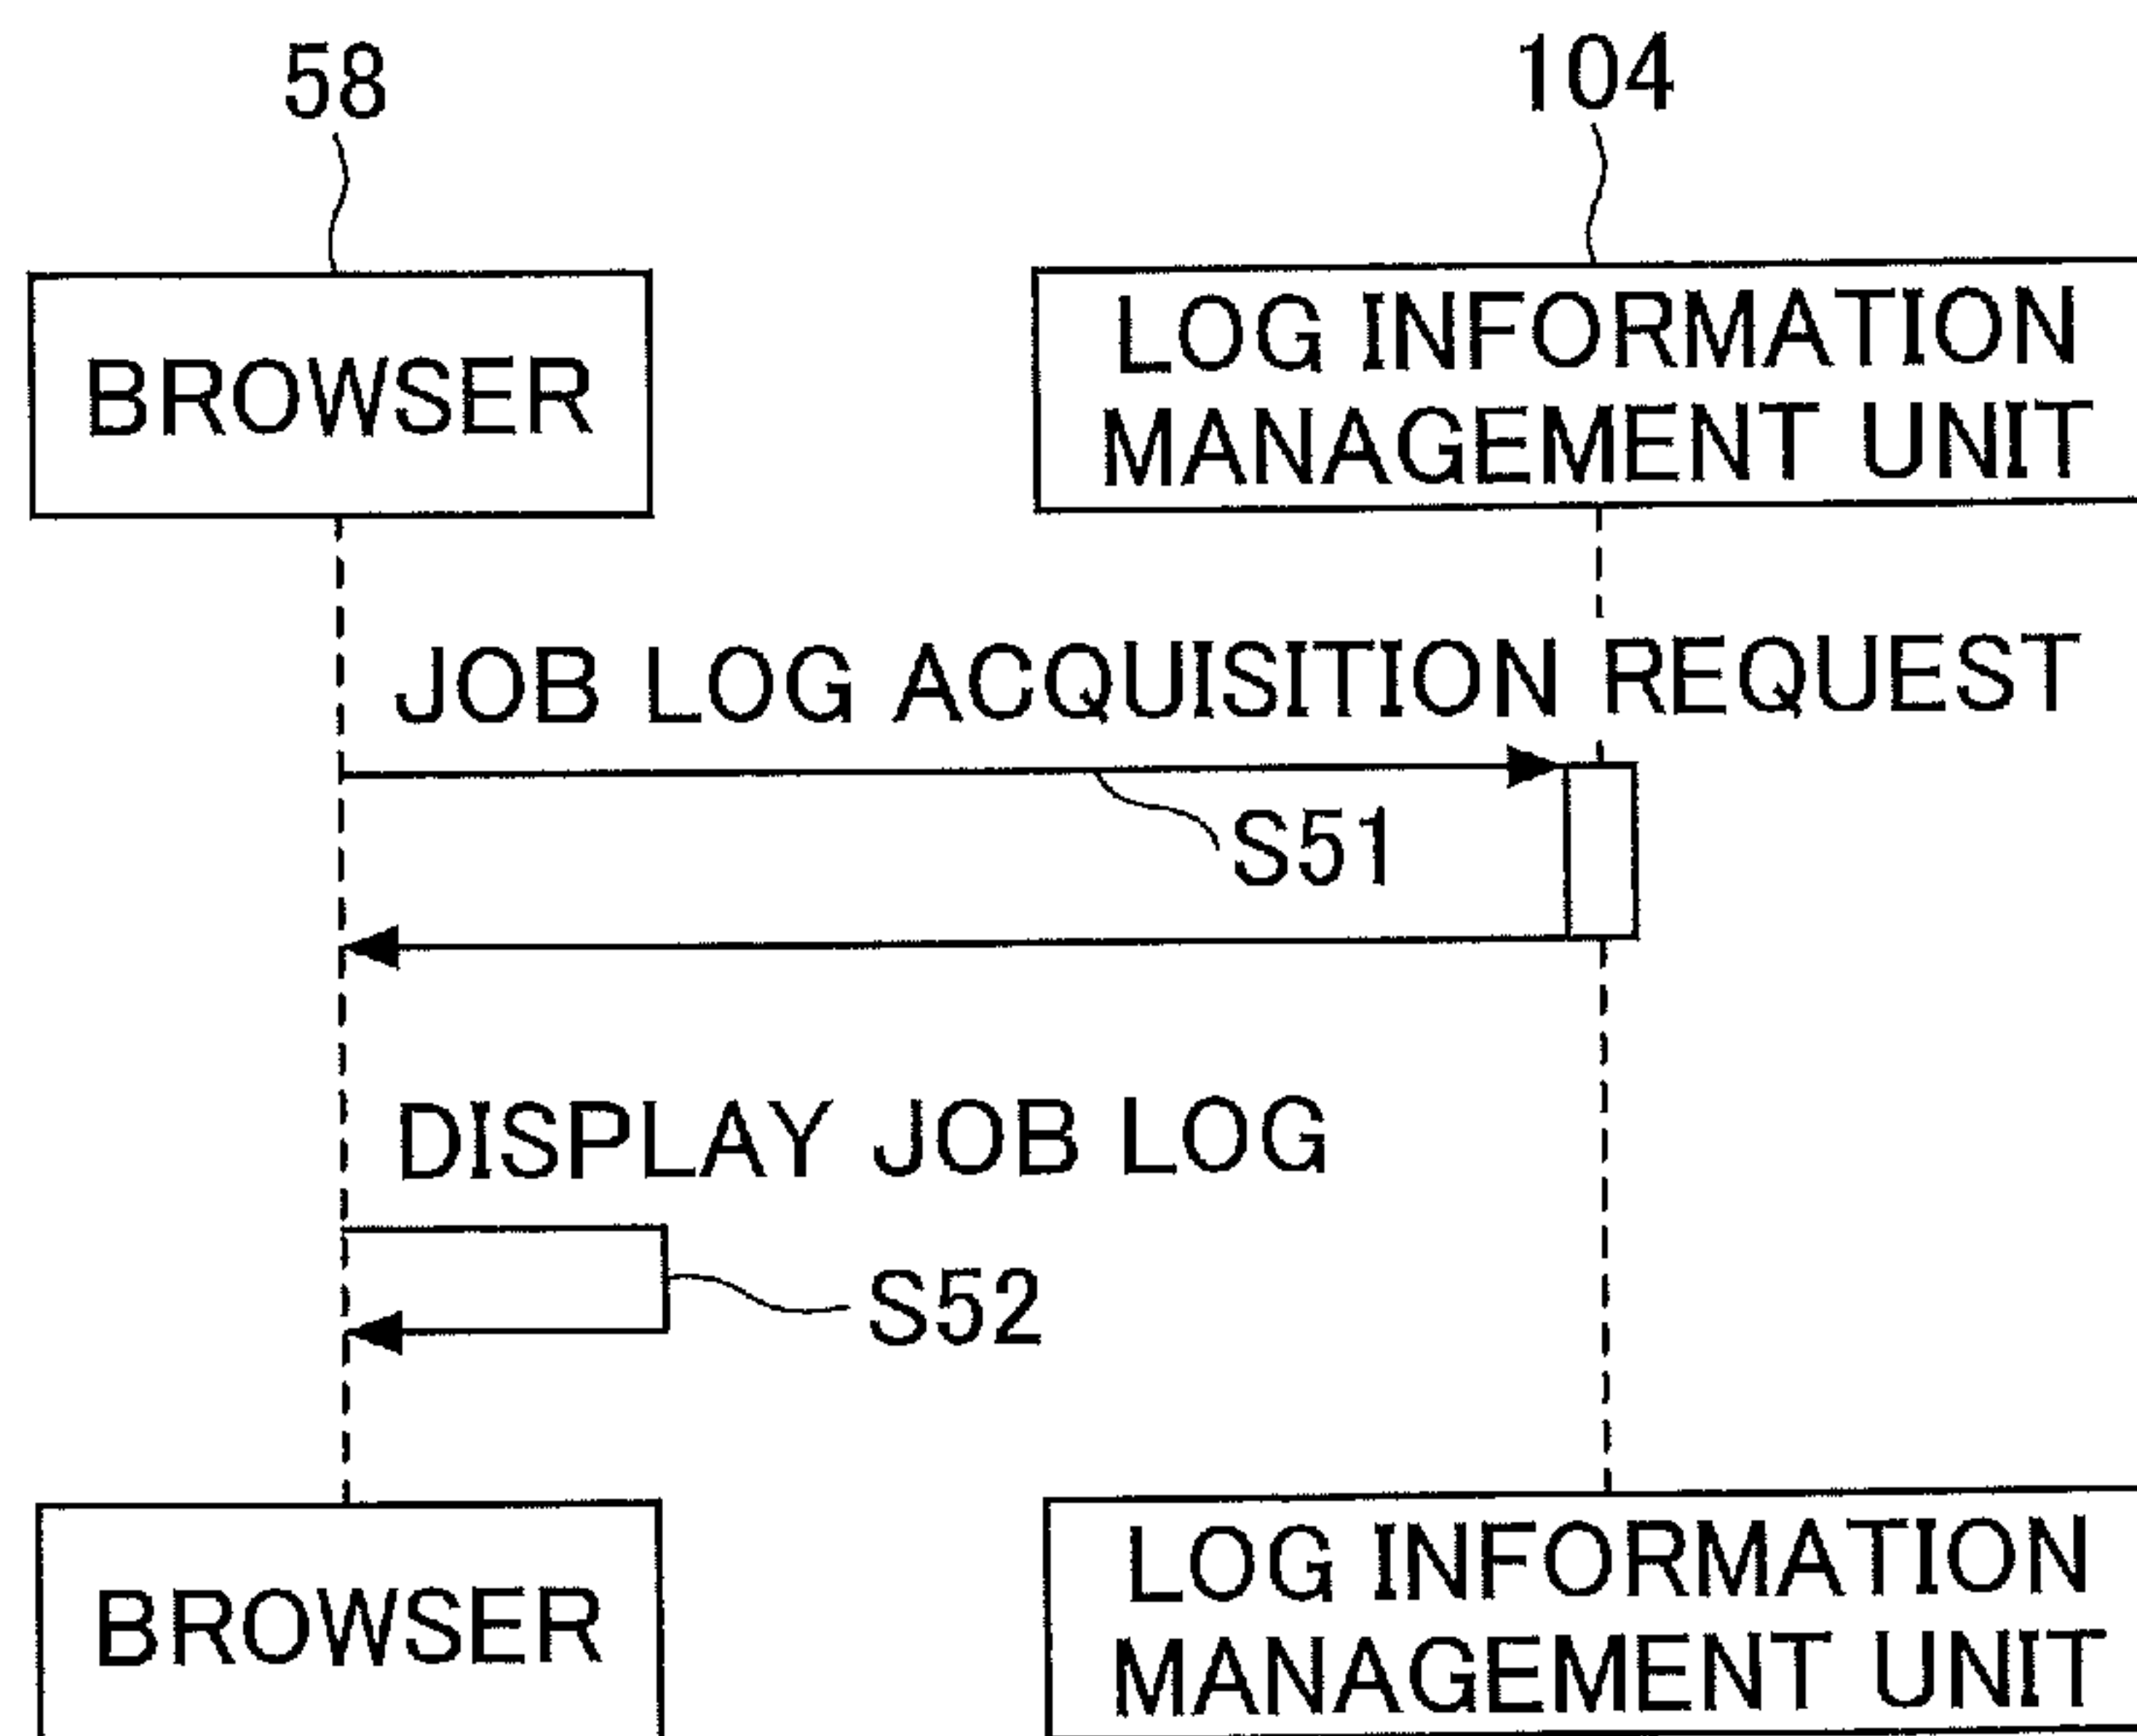 58
104
BROWSER
LOG INFORMATION
MANAGEMENT UNIT
JOB LOG ACQUISITION REQUEST
S51
DISPLAY JOB LOG
S52
BROWSER
LOG INFORMATION
MANAGEMENT UNIT